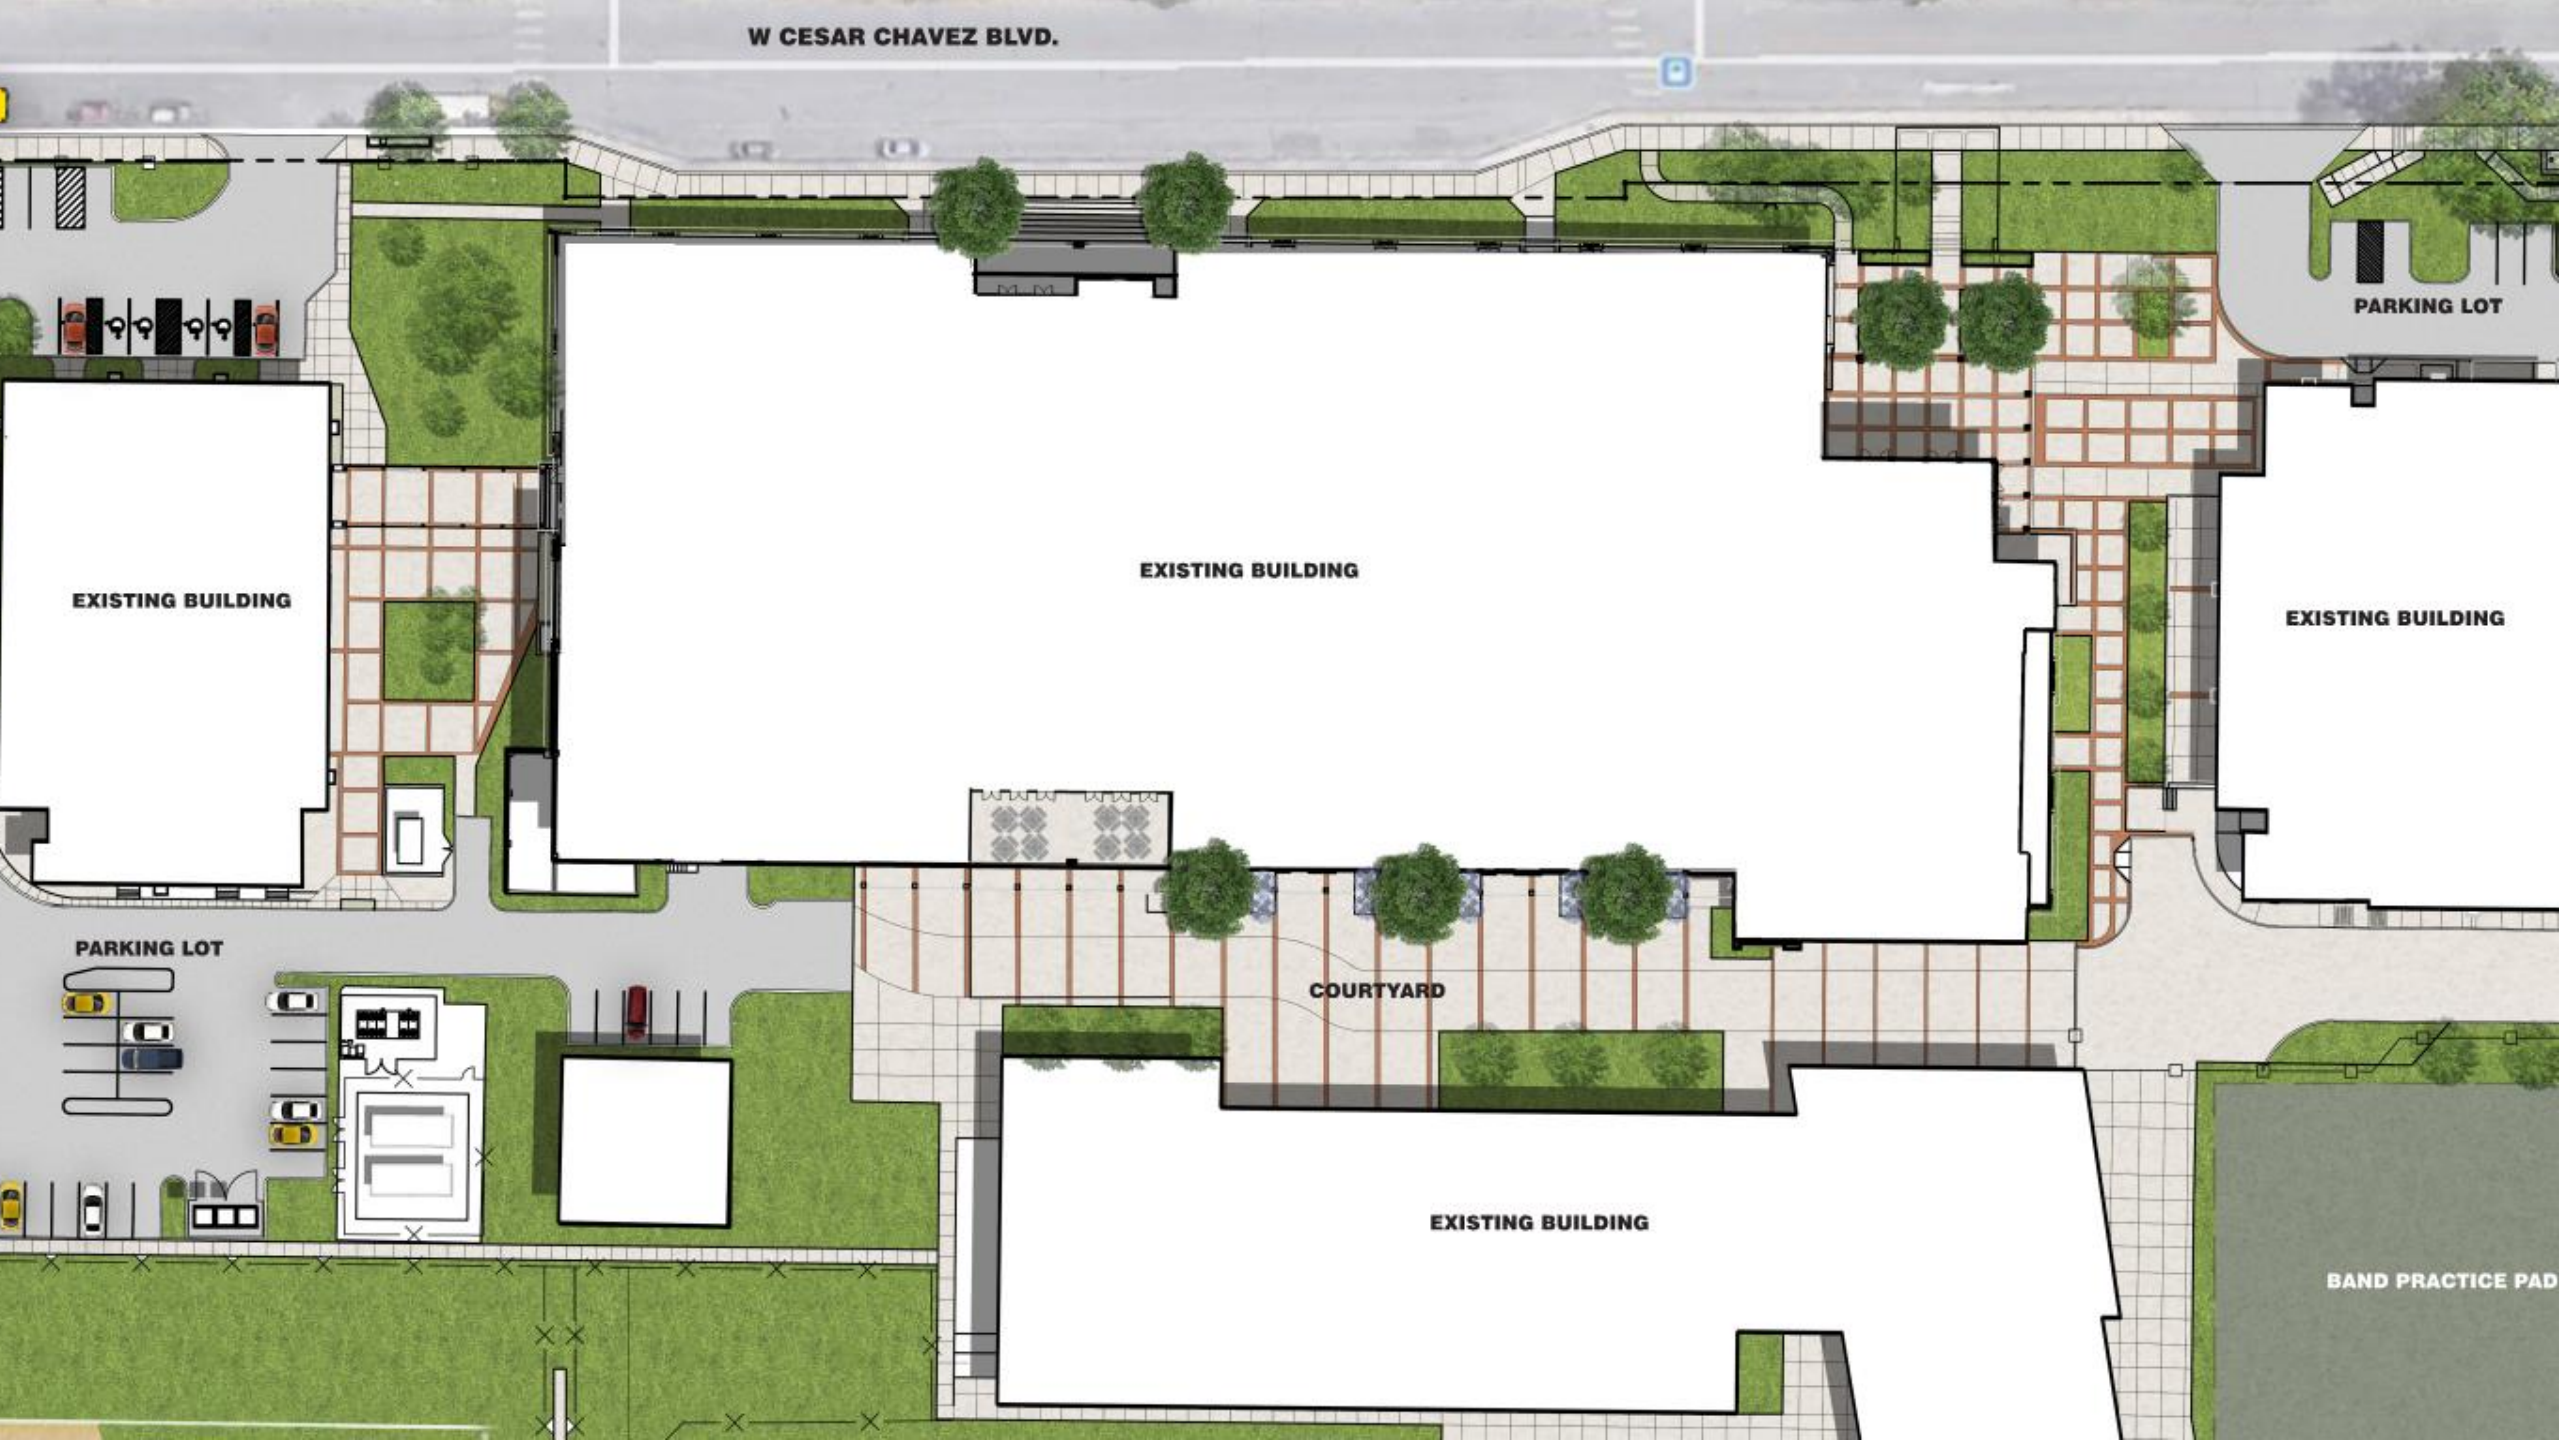 W CESAR CHAVEZ BLVD.
PARKING LOT
EXISTING BUILDING
EXISTING BUILDING
EXISTING BUILDING
PARKING LOT
COURTYARD
EXISTING BUILDING
BAND PRACTICE PAD